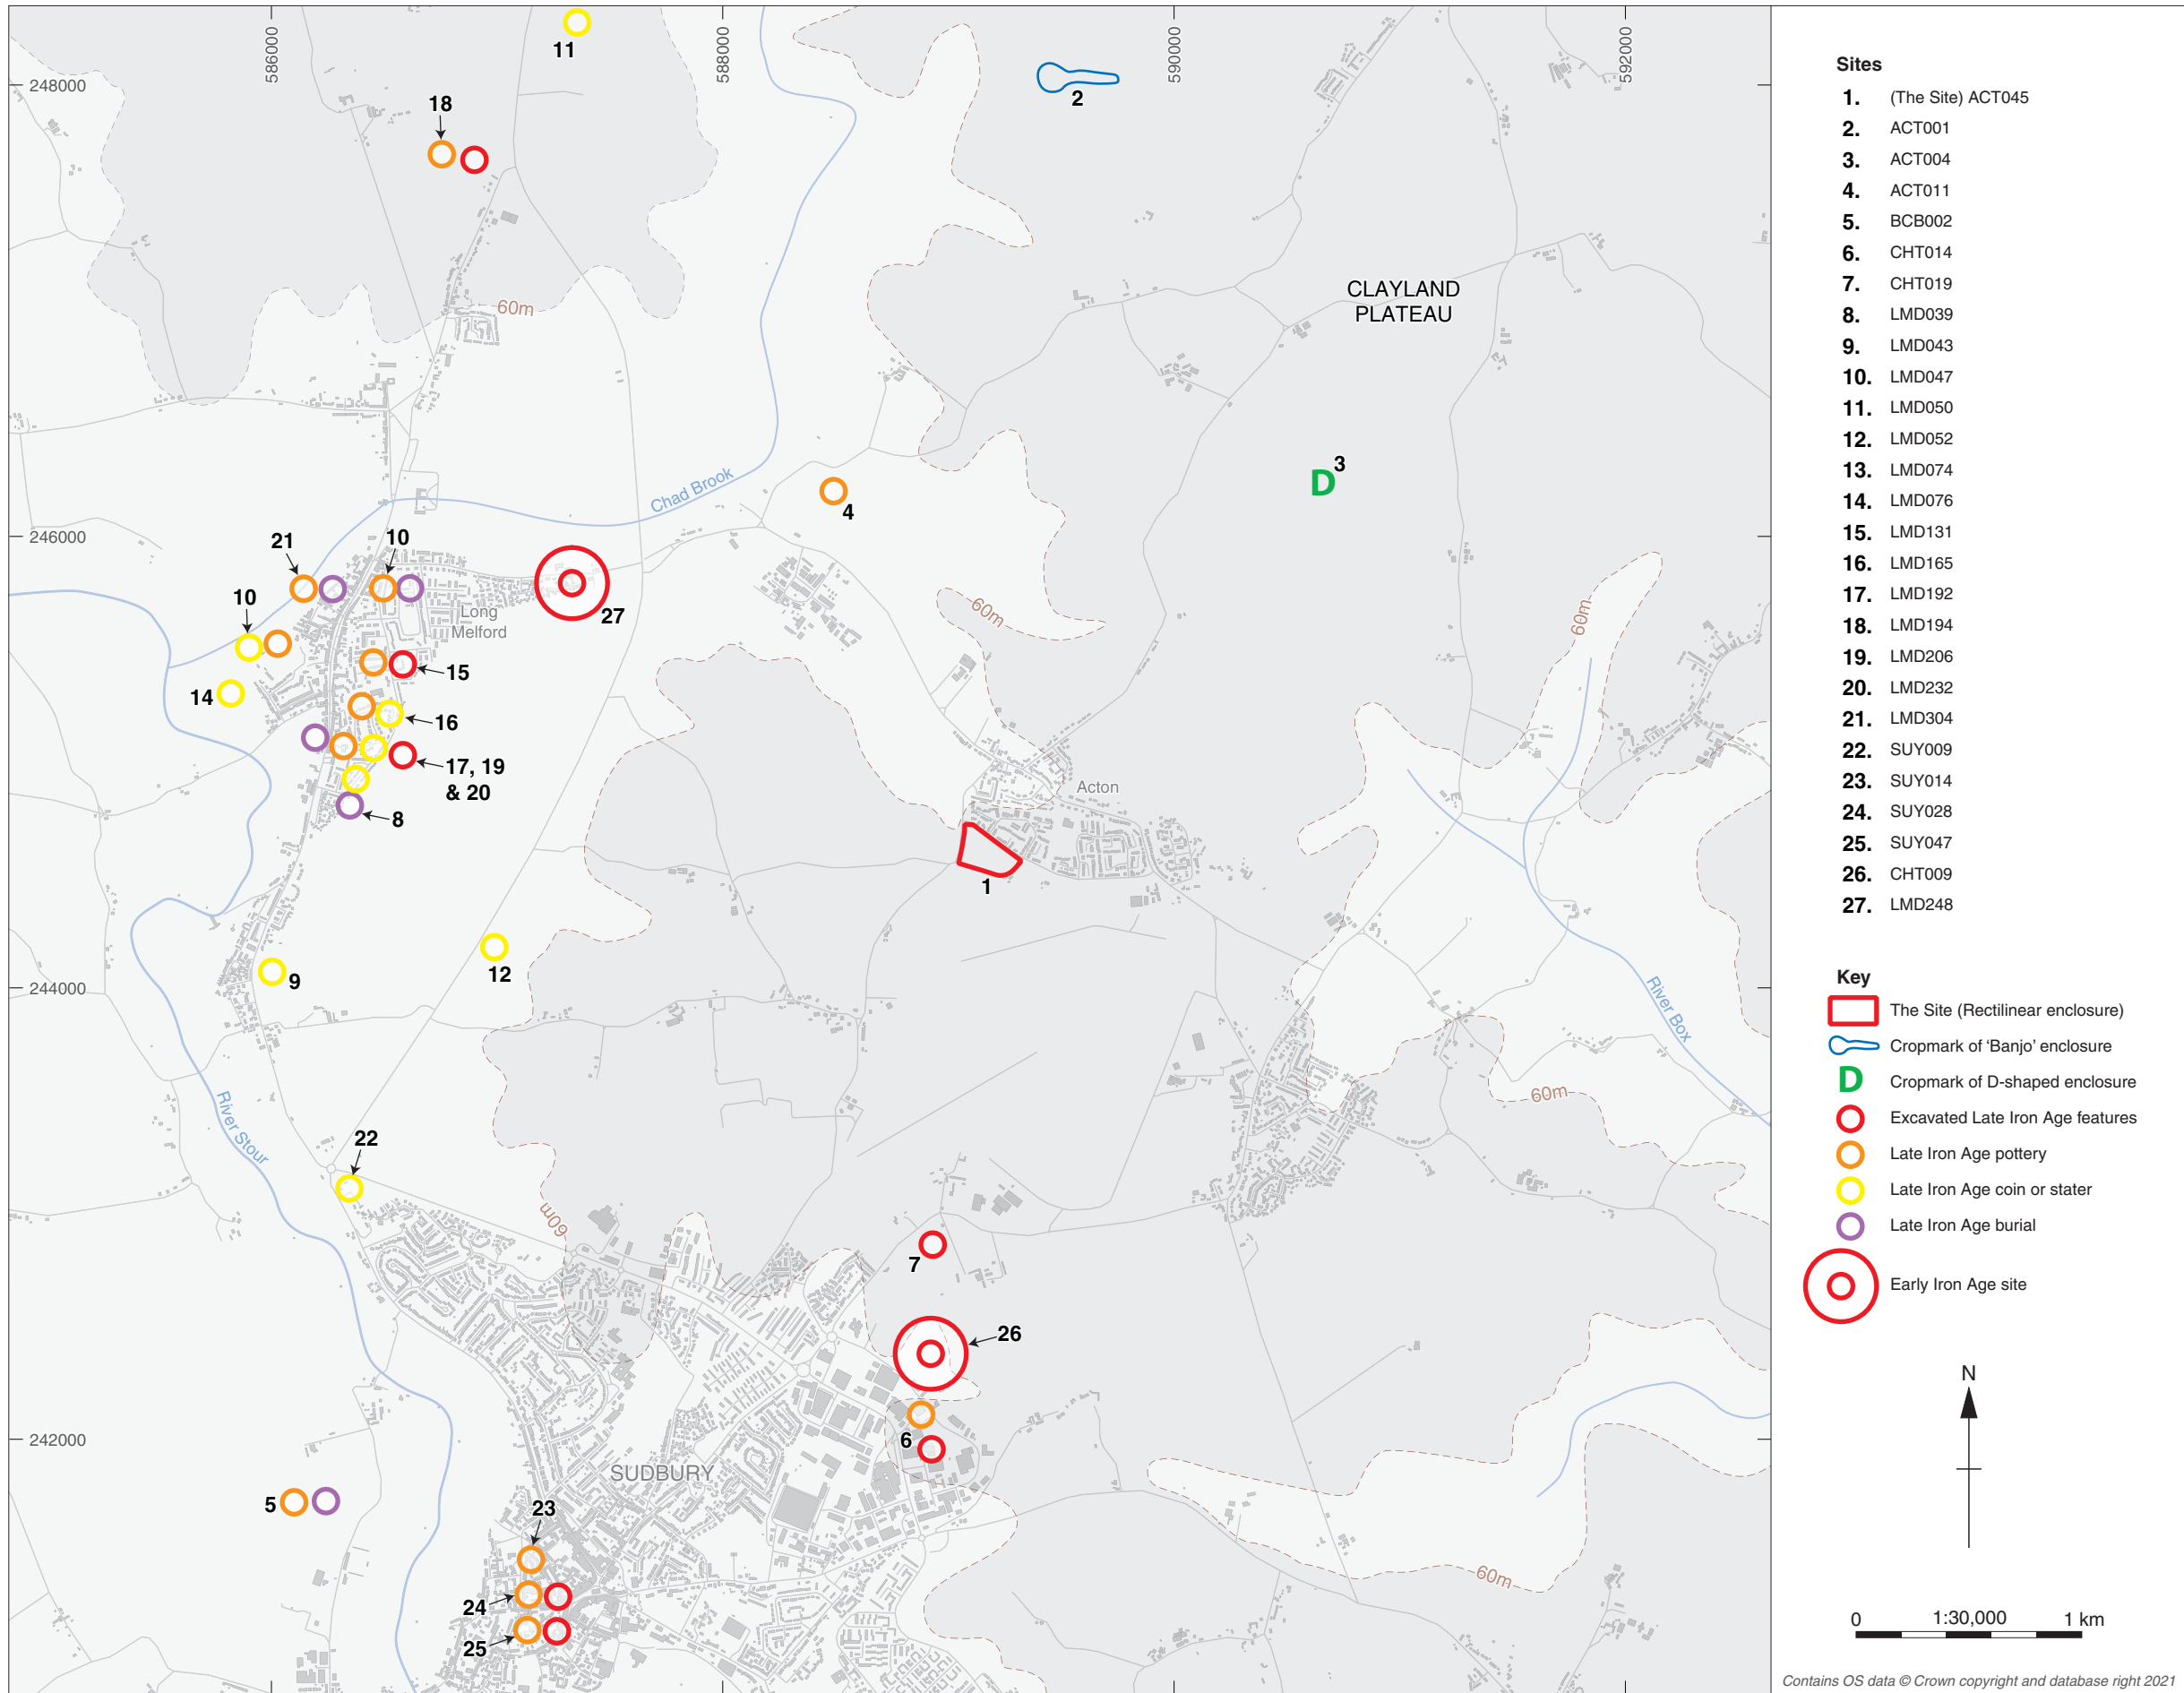 586000
588000
590000
592000
11
248000
2
18
CLAYLAND
PLATEAU
60m
3
Chad Brook
4
246000
21
10
27
10
Long
Melford
60m
60m
15
14
16
17, 19
& 20
8
Acton
1
12
9
244000
River Box
60m
River Stour
22
60m
7
26
242000
6
SUDBURY
5
23
60m
24
25
Sites
1. (The Site) ACT045
2. ACT001
3. ACT004
4. ACT011
5. BCB002
6. CHT014
7. CHT019
8. LMD039
9. LMD043
10. LMD047
11. LMD050
12. LMD052
13. LMD074
14. LMD076
15. LMD131
16. LMD165
17. LMD192
18. LMD194
19. LMD206
20. LMD232
21. LMD304
22. SUY009
23. SUY014
24. SUY028
25. SUY047
26. CHT009
27. LMD248
Key
The Site (Rectilinear enclosure)
Cropmark of ‘Banjo’ enclosure
D Cropmark of D-shaped enclosure
Excavated Late Iron Age features
Late Iron Age pottery
Late Iron Age coin or stater
Late Iron Age burial
Early Iron Age site
N
0 1:30,000 1 km
Contains OS data © Crown copyright and database right 2021